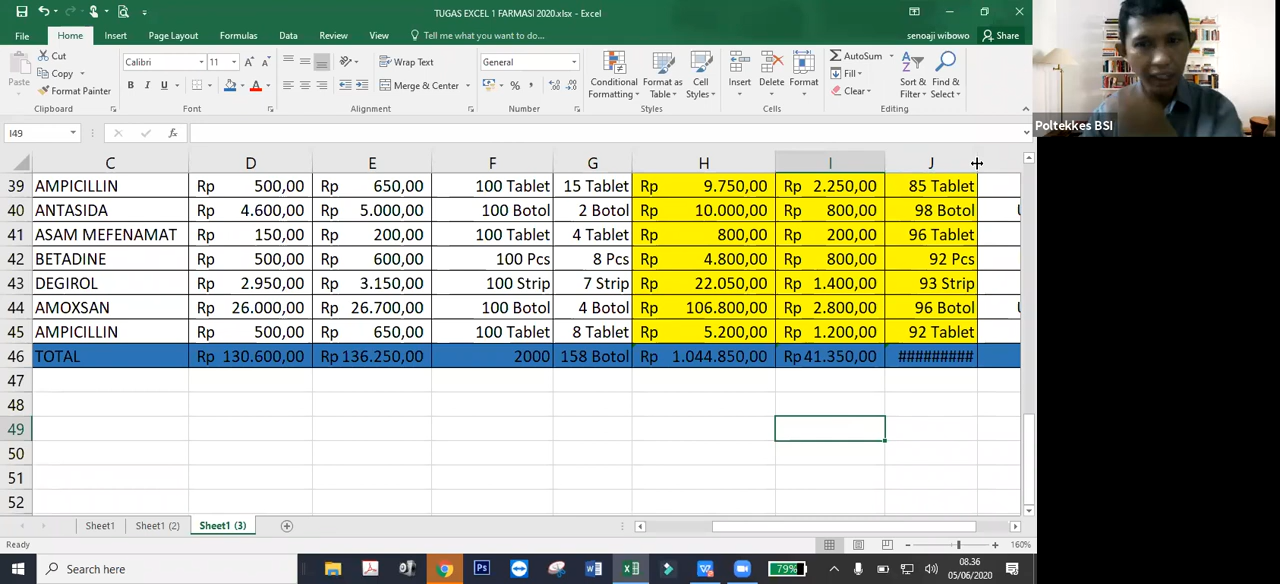 TUGAS EXCEL 1 FARMASI 2020.xlsx - Excel
File Home Insert Page Layout Formulas Data Review View Tell me what you want to do... senoaji wibowo Share
Paste Cut Copy Format Painter Clipboard
Calibri 11 B I U A A A Font
Wrap Text Merge & Center Alignment
General % , Number
Conditional Formatting Format as Table Cell Styles Styles
Insert Delete Format Cells
AutoSum Fill Clear Sort & Filter Find & Select Editing
Poltekkes BSI
I49 fx
C D E F G H I J
39 AMPICILLIN Rp 500,00 Rp 650,00 100 Tablet 15 Tablet Rp 9.750,00 Rp 2.250,00 85 Tablet
40 ANTASIDA Rp 4.600,00 Rp 5.000,00 100 Botol 2 Botol Rp 10.000,00 Rp 800,00 98 Botol
41 ASAM MEFENAMAT Rp 150,00 Rp 200,00 100 Tablet 4 Tablet Rp 800,00 Rp 200,00 96 Tablet
42 BETADINE Rp 500,00 Rp 600,00 100 Pcs 8 Pcs Rp 4.800,00 Rp 800,00 92 Pcs
43 DEGIROL Rp 2.950,00 Rp 3.150,00 100 Strip 7 Strip Rp 22.050,00 Rp 1.400,00 93 Strip
44 AMOXSAN Rp 26.000,00 Rp 26.700,00 100 Botol 4 Botol Rp 106.800,00 Rp 2.800,00 96 Botol
45 AMPICILLIN Rp 500,00 Rp 650,00 100 Tablet 8 Tablet Rp 5.200,00 Rp 1.200,00 92 Tablet
46 TOTAL Rp 130.600,00 Rp 136.250,00 2000 158 Botol Rp 1.044.850,00 Rp 41.350,00 #########
47
48
49
50
51
52
Sheet1 Sheet1 (2) Sheet1 (3)
Ready 160%
Search here 79% 08.36
05/06/2020